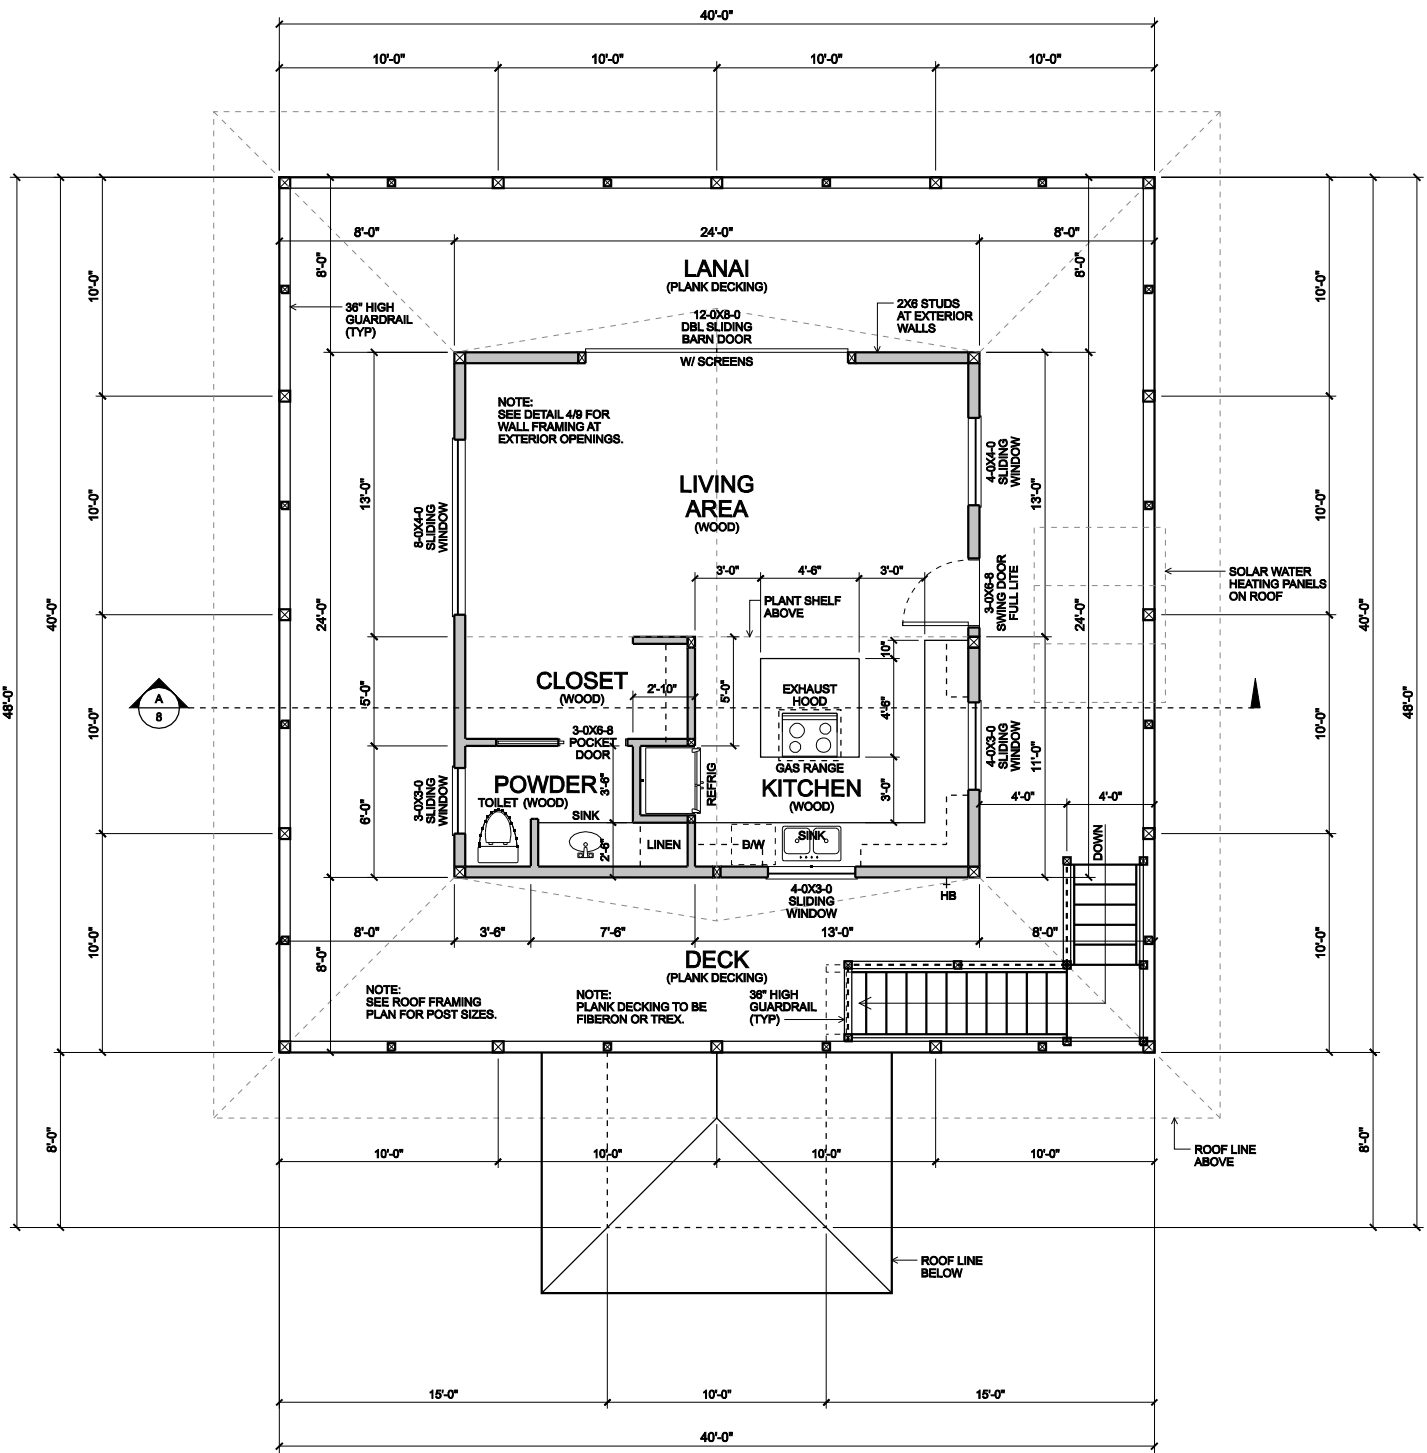 40'-0"
10'-0" 10'-0" 10'-0" 10'-0"
8'-0" 24'-0" 8'-0"
8'-0"
8'-0"
LANAI
(PLANK DECKING)
10'-0"
10'-0"
36" HIGH
GUARDRAIL
(TYP)
12-0X8-0
DBL SLIDING
BARN DOOR
W/ SCREENS
2X6 STUDS
AT EXTERIOR
WALLS
NOTE:
SEE DETAIL 4/9 FOR
WALL FRAMING AT
EXTERIOR OPENINGS.
LIVING
AREA
(WOOD)
4-0X4-0
SLIDING
WINDOW
13'-0"
13'-0"
10'-0"
10'-0"
8-0X4-0
SLIDING
WINDOW
3'-0" 4'-6" 3'-0"
3-0X6-8
SWING DOOR
FULL LITE
SOLAR WATER
HEATING PANELS
ON ROOF
PLANT SHELF
ABOVE
40'-0"
24'-0"
24'-0"
40'-0"
48'-0"
48'-0"
10"
CLOSET
(WOOD)
2'-10"
5'-0"
5'-0"
EXHAUST
HOOD
4'-6"
A
8
10'-0"
10'-0"
3-0X6-8
POCKET
DOOR
4-0X3-0
SLIDING
WINDOW
11'-0"
GAS RANGE
KITCHEN
(WOOD)
3'-0"
REFRIG
POWDER
TOILET (WOOD)
3'-6"
3-0X3-0
SLIDING
WINDOW
6'-0"
SINK
2'-6"
LINEN
B/W
SINK
4'-0" 4'-0"
DOWN
4-0X3-0
SLIDING
WINDOW
HB
8'-0" 3'-6" 7'-6" 13'-0" 8'-0"
8'-0"
10'-0"
10'-0"
DECK
(PLANK DECKING)
NOTE:
SEE ROOF FRAMING
PLAN FOR POST SIZES.
NOTE:
PLANK DECKING TO BE
FIBERON OR TREX.
36" HIGH
GUARDRAIL
(TYP)
8'-0"
8'-0"
10'-0" 10'-0" 10'-0" 10'-0"
ROOF LINE
ABOVE
ROOF LINE
BELOW
15'-0" 10'-0" 15'-0"
40'-0"